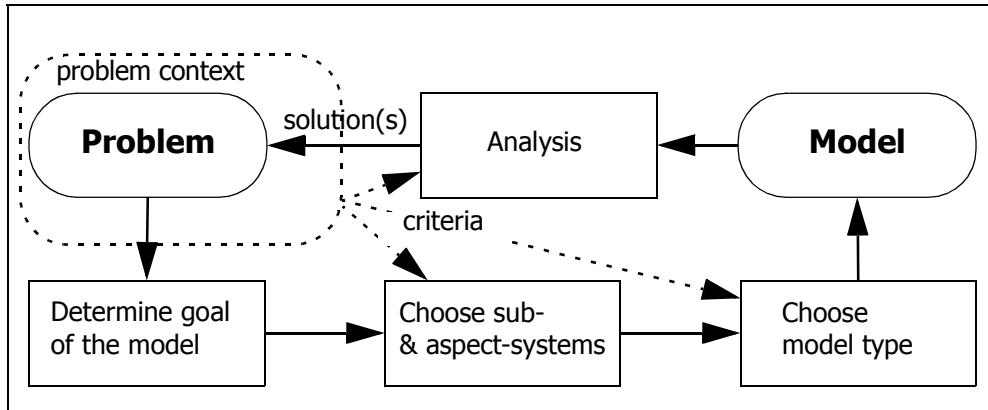 problem context
Problem
solution(s)
Analysis
Model
criteria
Determine goal
of the model
Choose sub-
& aspect-systems
Choose
model type